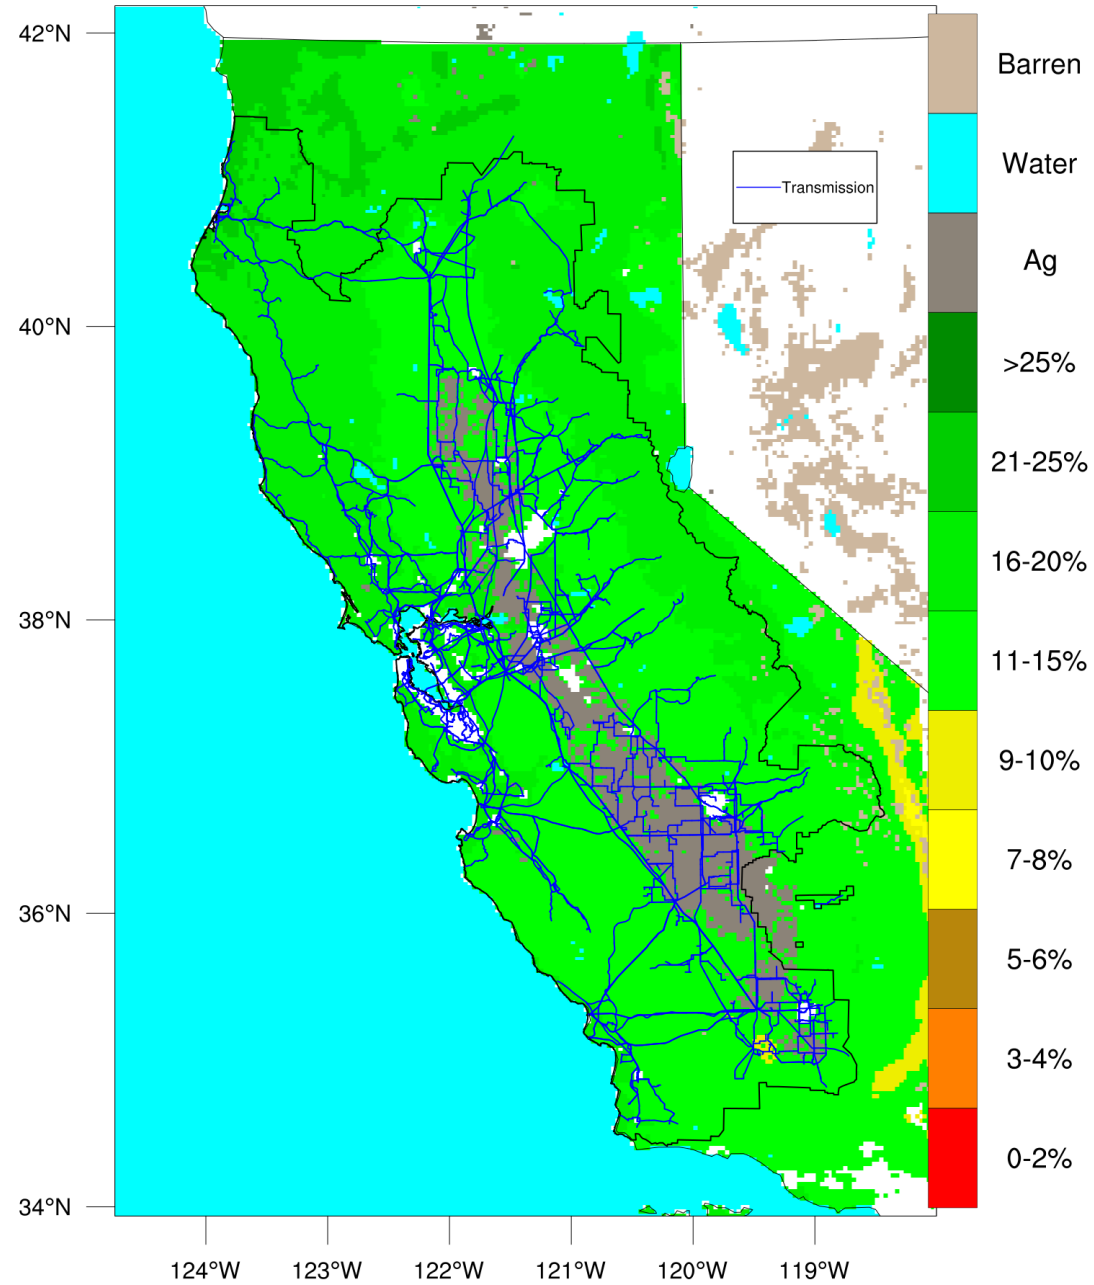 42°N
40°N
38°N
36°N
34°N
124°W
123°W
122°W
121°W
120°W
119°W
Transmission
Barren
Water
Ag
>25%
21-25%
16-20%
11-15%
9-10%
7-8%
5-6%
3-4%
0-2%